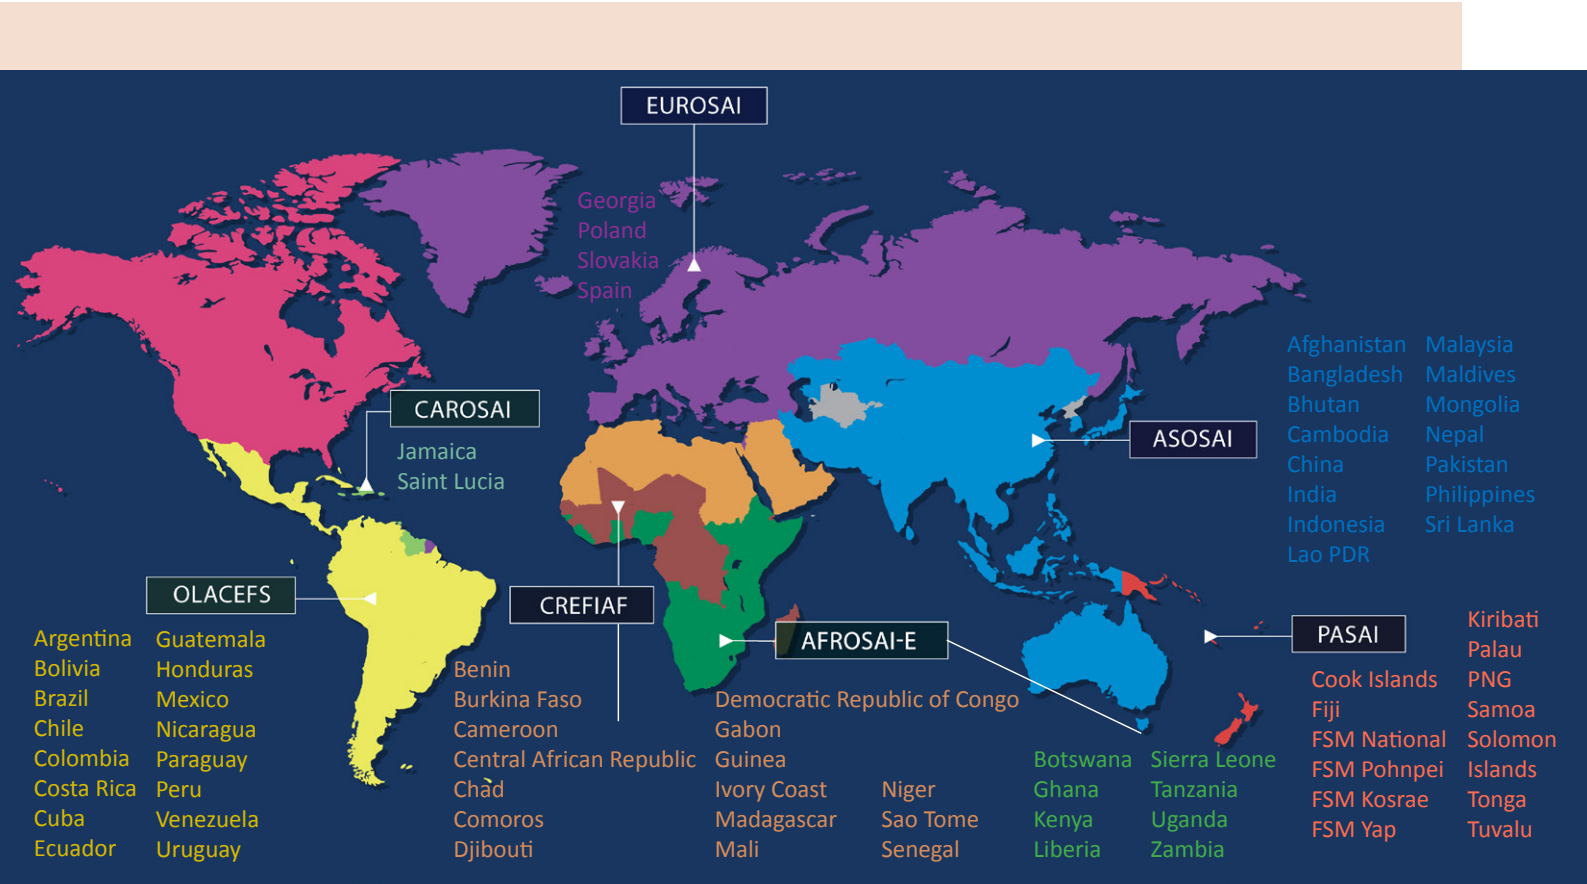 EUROSAI
Georgia
Poland
Slovakia
Spain
CAROSAI
Jamaica
Saint Lucia
ASOSAI
Afghanistan
Bangladesh
Bhutan
Cambodia
China
India
Indonesia
Lao PDR
Malaysia
Maldives
Mongolia
Nepal
Pakistan
Philippines
Sri Lanka
OLACEFS
Argentina
Bolivia
Brazil
Chile
Colombia
Costa Rica
Cuba
Ecuador
Guatemala
Honduras
Mexico
Nicaragua
Paraguay
Peru
Venezuela
Uruguay
CREFIAF
Benin
Burkina Faso
Cameroon
Central African Republic
Chad
Comoros
Djibouti
Democratic Republic of Congo
Gabon
Guinea
Ivory Coast
Madagascar
Mali
Niger
Sao Tome
Senegal
AFROSAI-E
Botswana
Ghana
Kenya
Liberia
Sierra Leone
Tanzania
Uganda
Zambia
PASAI
Cook Islands
Fiji
FSM National
FSM Pohnpei
FSM Kosrae
FSM Yap
Kiribati
Palau
PNG
Samoa
Solomon
Islands
Tonga
Tuvalu